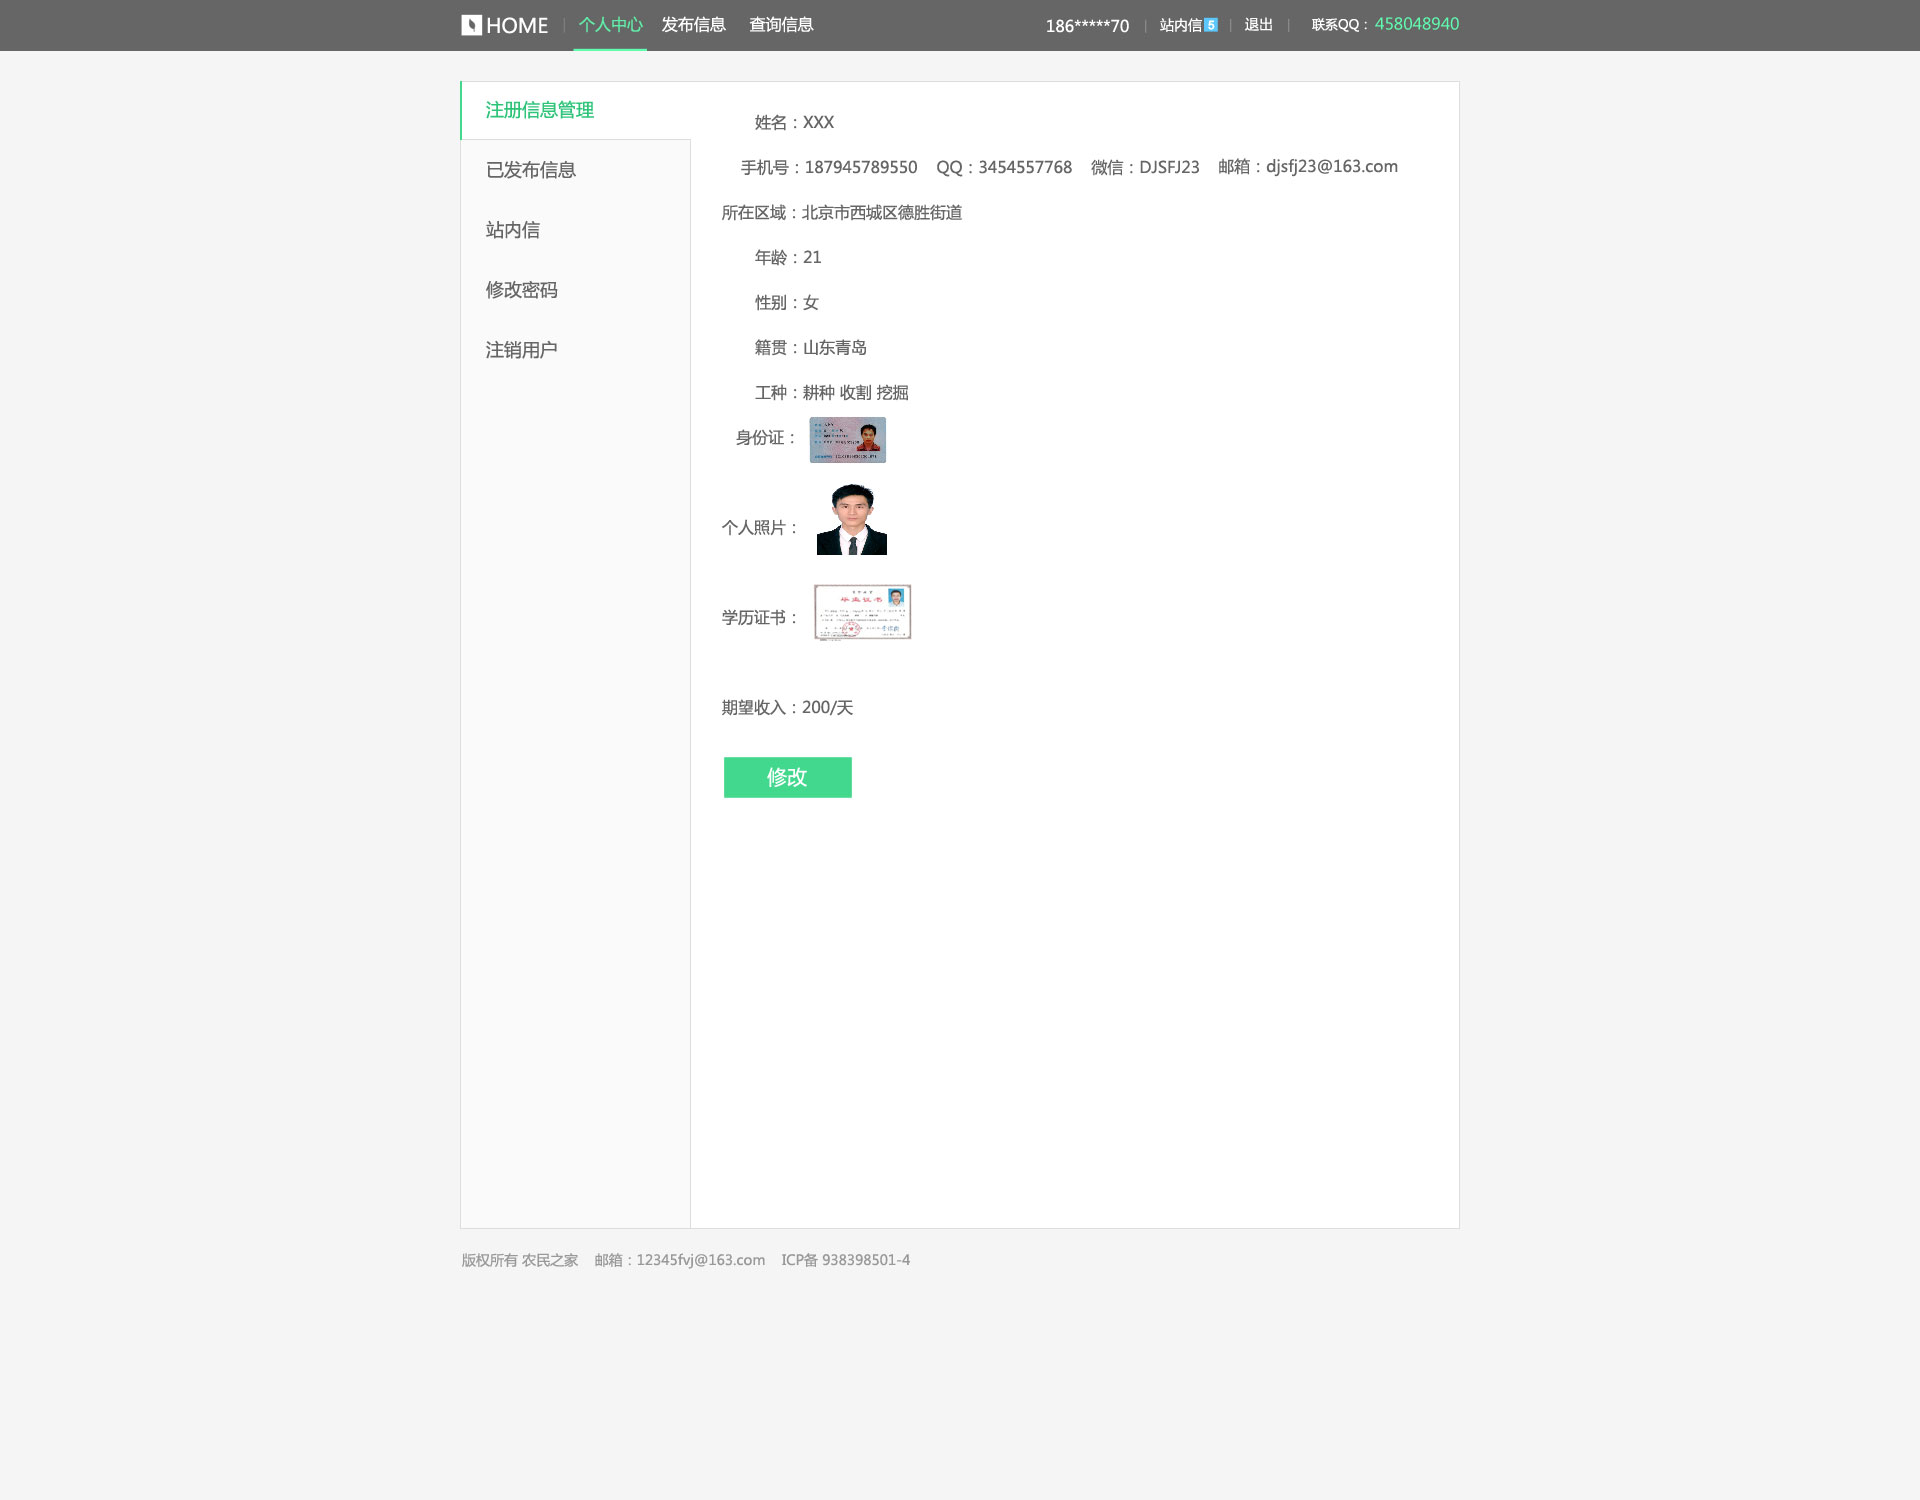 HOME | 个人中心 发布信息 查询信息 186*****70 | 站内信 5 | 退出 | 联系QQ：458048940
注册信息管理
已发布信息
站内信
修改密码
注销用户
姓名：XXX
手机号：187945789550 QQ：3454557768 微信：DJSFJ23 邮箱：djsfj23@163.com
所在区域：北京市西城区德胜街道
年龄：21
性别：女
籍贯：山东青岛
工种：耕种 收割 挖掘
身份证：
个人照片：
学历证书：
毕业证书
期望收入：200/天
修改
版权所有 农民之家 邮箱：12345fvj@163.com ICP备 938398501-4